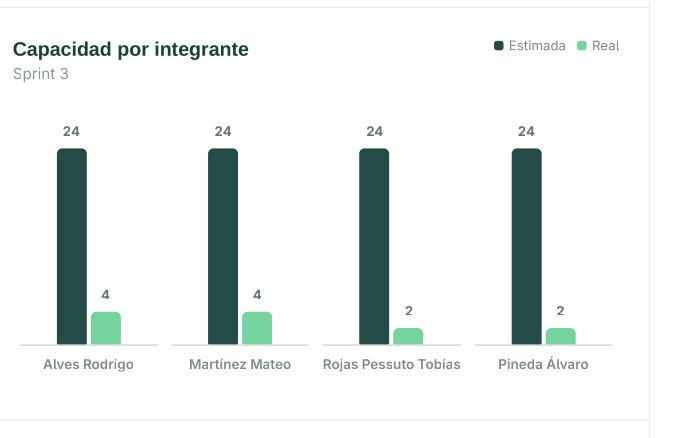 Capacidad por integrante
Estimada
Real
Sprint 3
24
24
24
24
4
4
2
2
Alves Rodrigo
Martínez Mateo
Rojas Pessuto Tobías
Pineda Álvaro